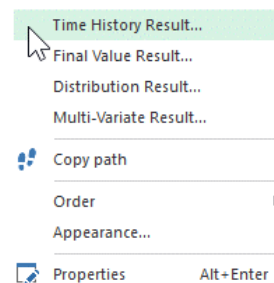 Time History Result...
Final Value Result...
Distribution Result...
Multi-Variate Result...
Copy path
Order
Appearance...
Properties Alt+Enter